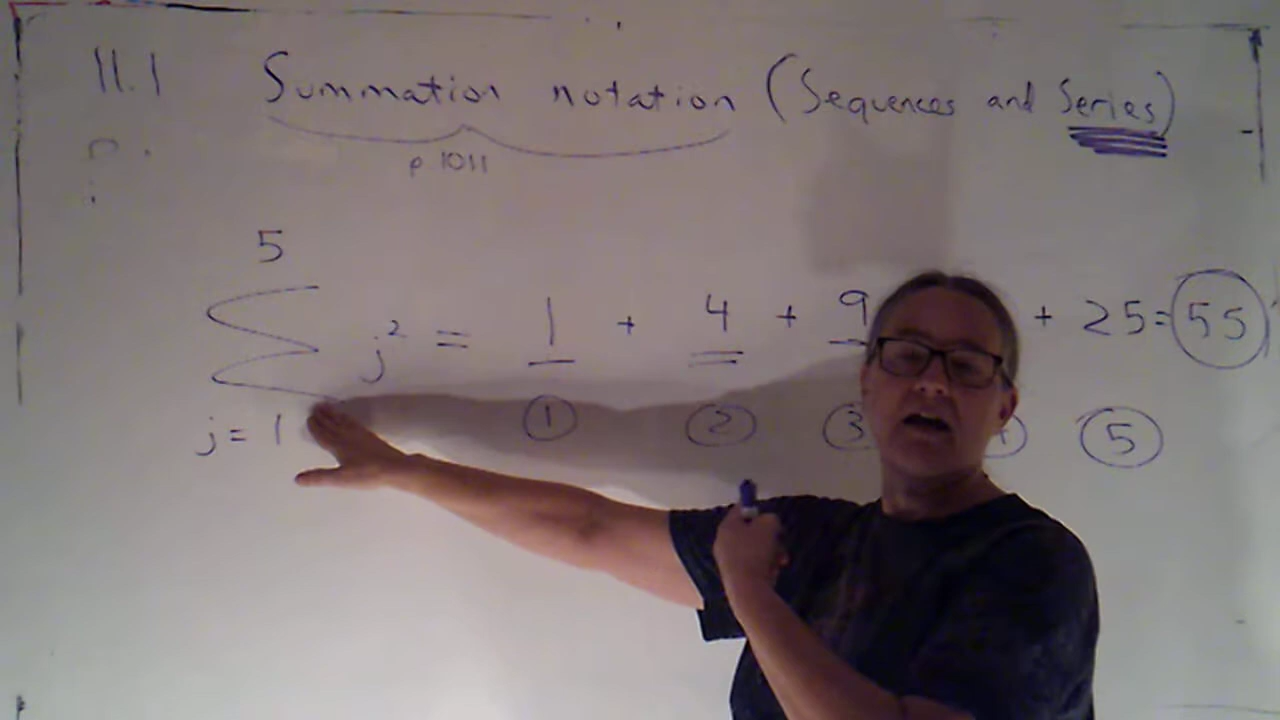 11.1 Summation notation (Sequences and Series)
p. 1011
5
Σ j² = 1 + 4 + 9 + 25 = 55
j = 1 ① ② ③ ⑤